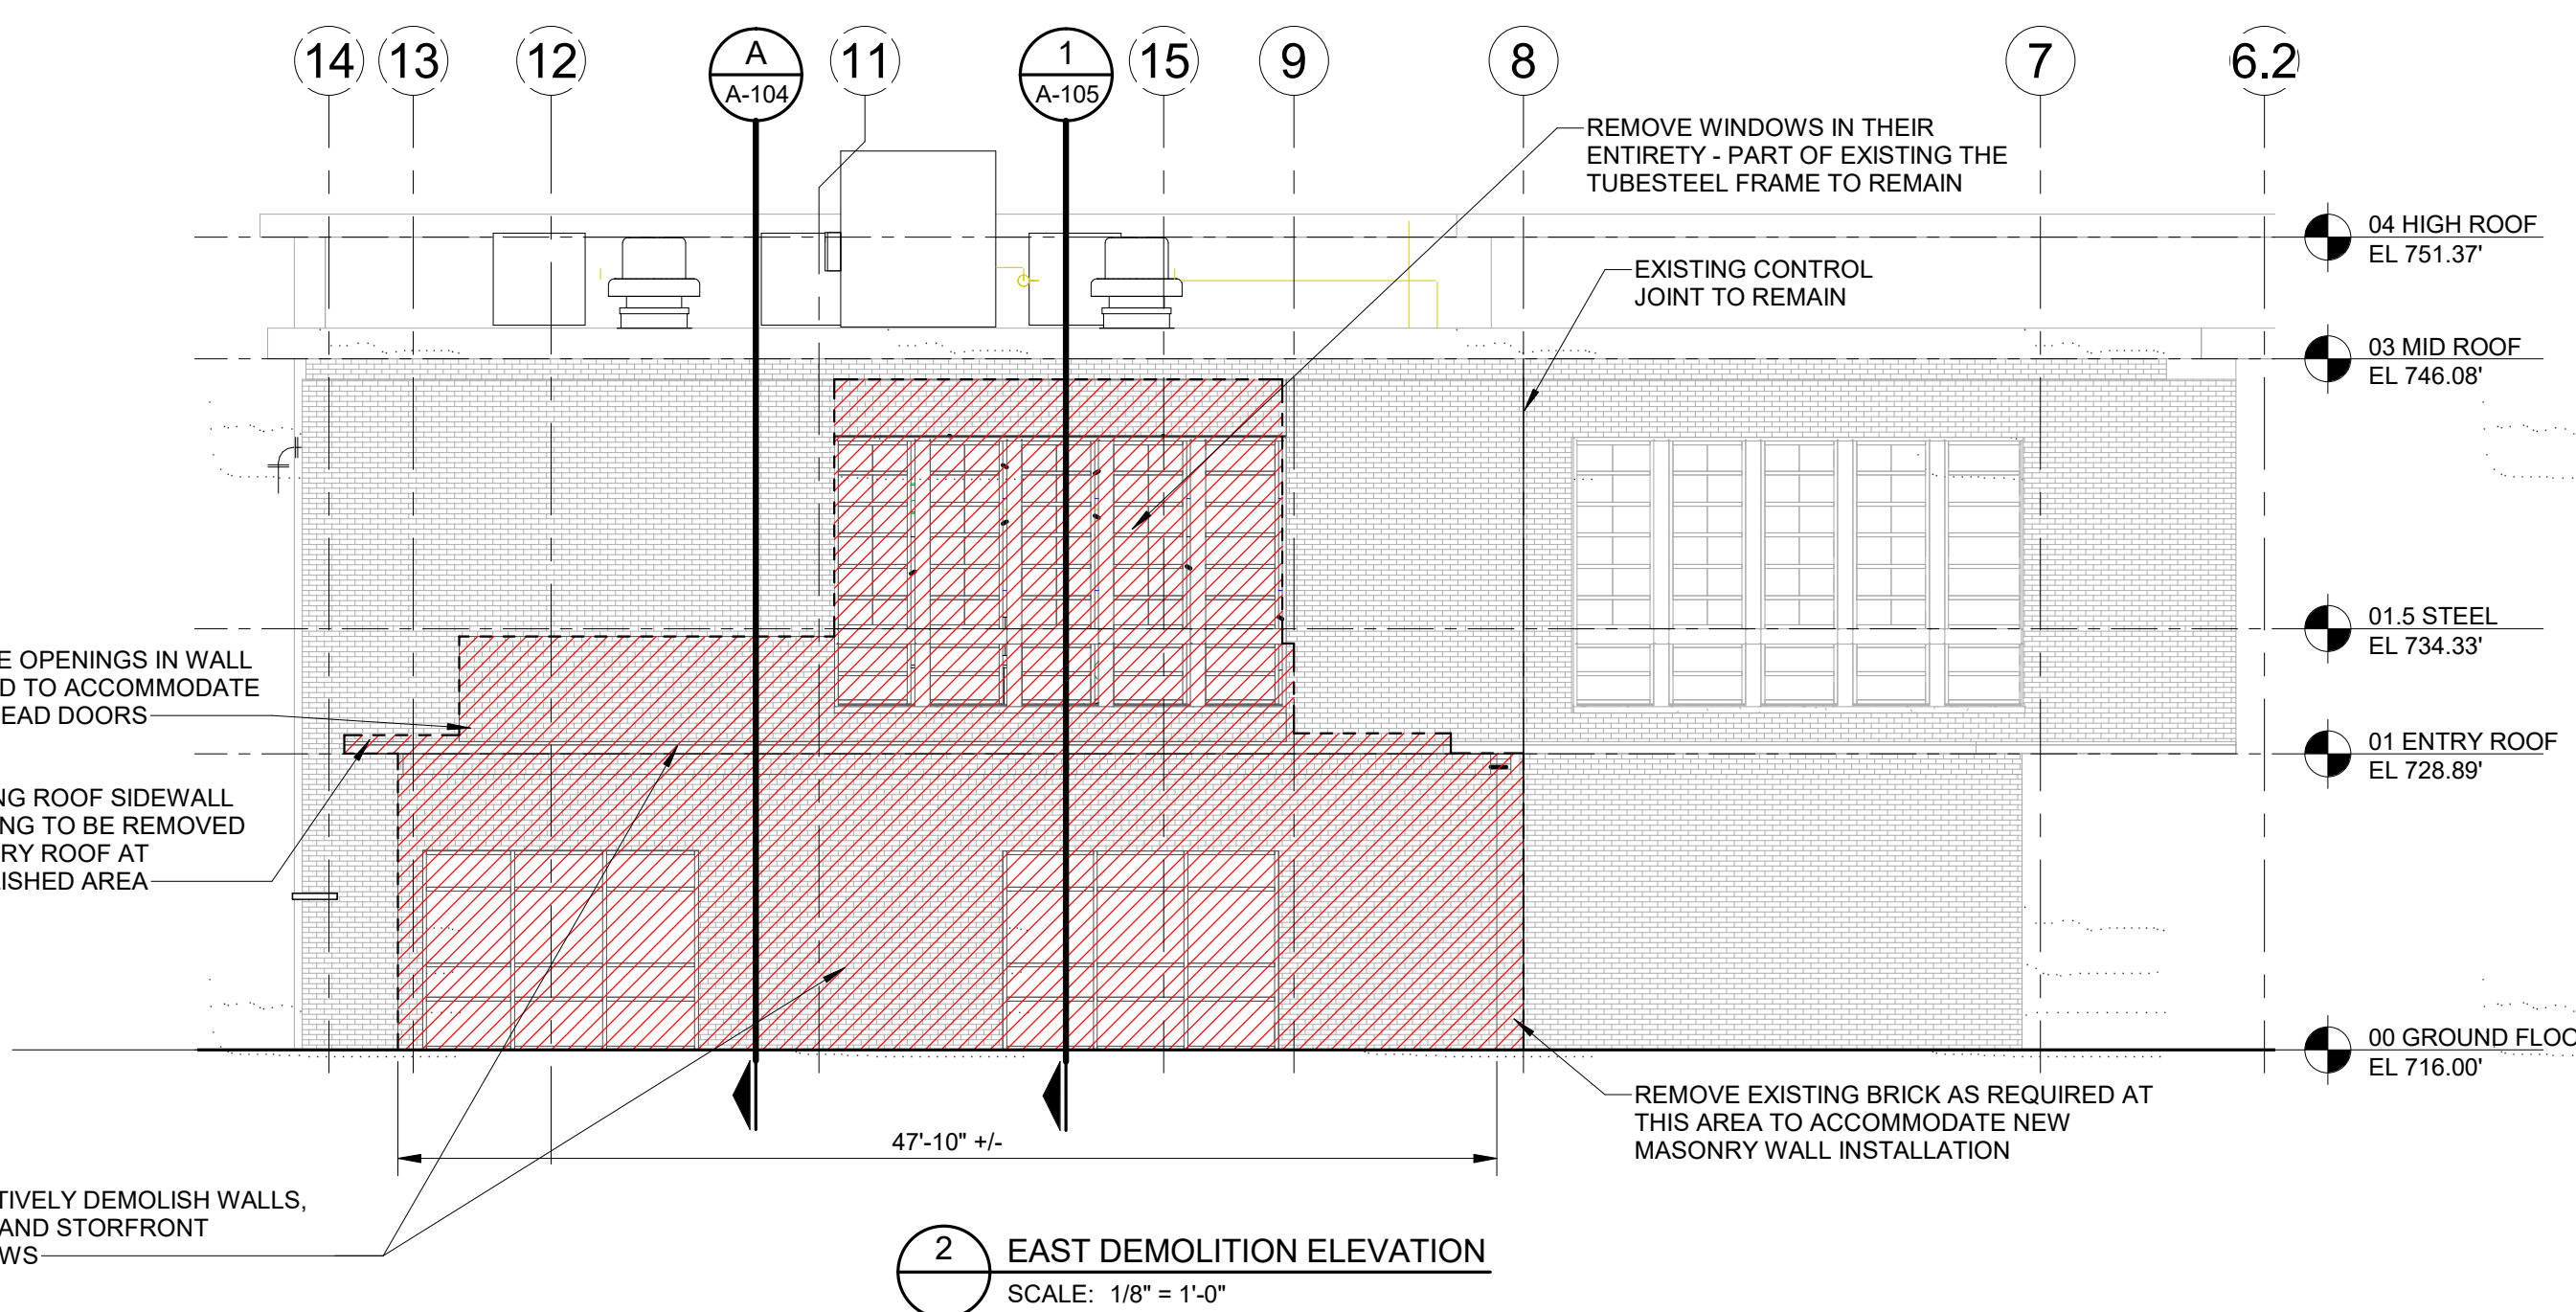 14 13 12 A 11 1 15 9 8 7 6.2
A-104 A-105
REMOVE WINDOWS IN THEIR
ENTIRETY - PART OF EXISTING THE
TUBESTEEL FRAME TO REMAIN
04 HIGH ROOF
EL 751.37'
EXISTING CONTROL
JOINT TO REMAIN
03 MID ROOF
EL 746.08'
01.5 STEEL
EL 734.33'
E OPENINGS IN WALL
D TO ACCOMMODATE
EAD DOORS
01 ENTRY ROOF
EL 728.89'
NG ROOF SIDEWALL
ING TO BE REMOVED
RY ROOF AT
ISHED AREA
00 GROUND FLOO
EL 716.00'
REMOVE EXISTING BRICK AS REQUIRED AT
THIS AREA TO ACCOMMODATE NEW
MASONRY WALL INSTALLATION
47'-10" +/-
TIVELY DEMOLISH WALLS,
AND STORFRONT
WS
2 EAST DEMOLITION ELEVATION
SCALE: 1/8" = 1'-0"